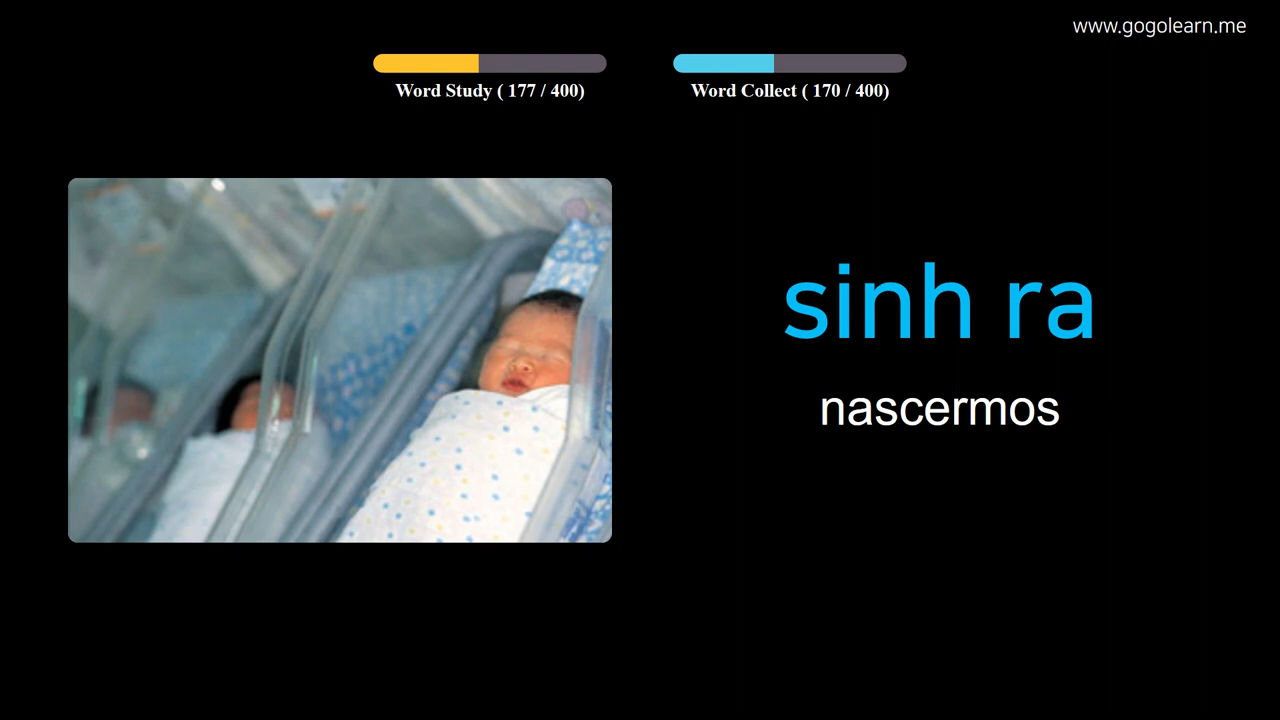 www.gogolearn.me
Word Study ( 177 / 400)
Word Collect ( 170 / 400)
sinh ra
nascermos